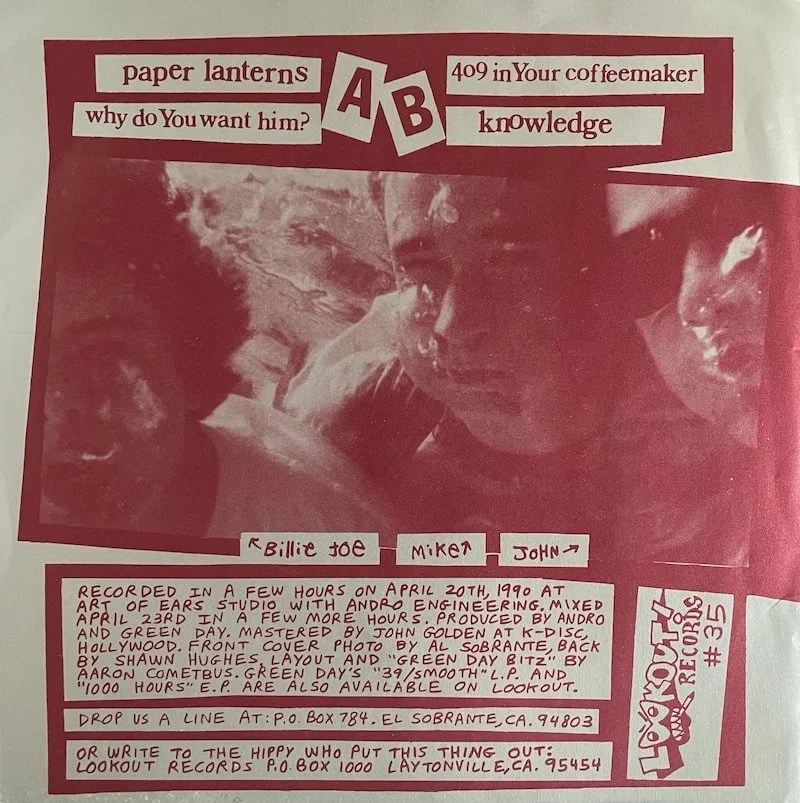 paper lanterns
why do You want him?
A
B
409 in Your coffeemaker
knowledge
↖Billie Joe
Mike↗
JOHN→
RECORDED IN A FEW HOURS ON APRIL 20TH, 1990 AT
ART OF EARS STUDIO WITH ANDRO ENGINEERING. MIXED
APRIL 23RD IN A FEW MORE HOURS. PRODUCED BY ANDRO
AND GREEN DAY. MASTERED BY JOHN GOLDEN AT K-DISC,
HOLLYWOOD. FRONT COVER PHOTO BY AL SOBRANTE, BACK
BY SHAWN HUGHES, LAYOUT AND "GREEN DAY BITZ" BY
AARON COMETBUS. GREEN DAY'S "39/SMOOTH" L.P. AND
"1000 HOURS" E.P. ARE ALSO AVAILABLE ON LOOKOUT.
DROP US A LINE AT: P.O. BOX 784. EL SOBRANTE, CA. 94803
OR WRITE TO THE HIPPY WHO PUT THIS THING OUT:
LOOKOUT RECORDS P.O. BOX 1000 LAYTONVILLE, CA. 95454
LOOKOUT!
RECORDS
#35